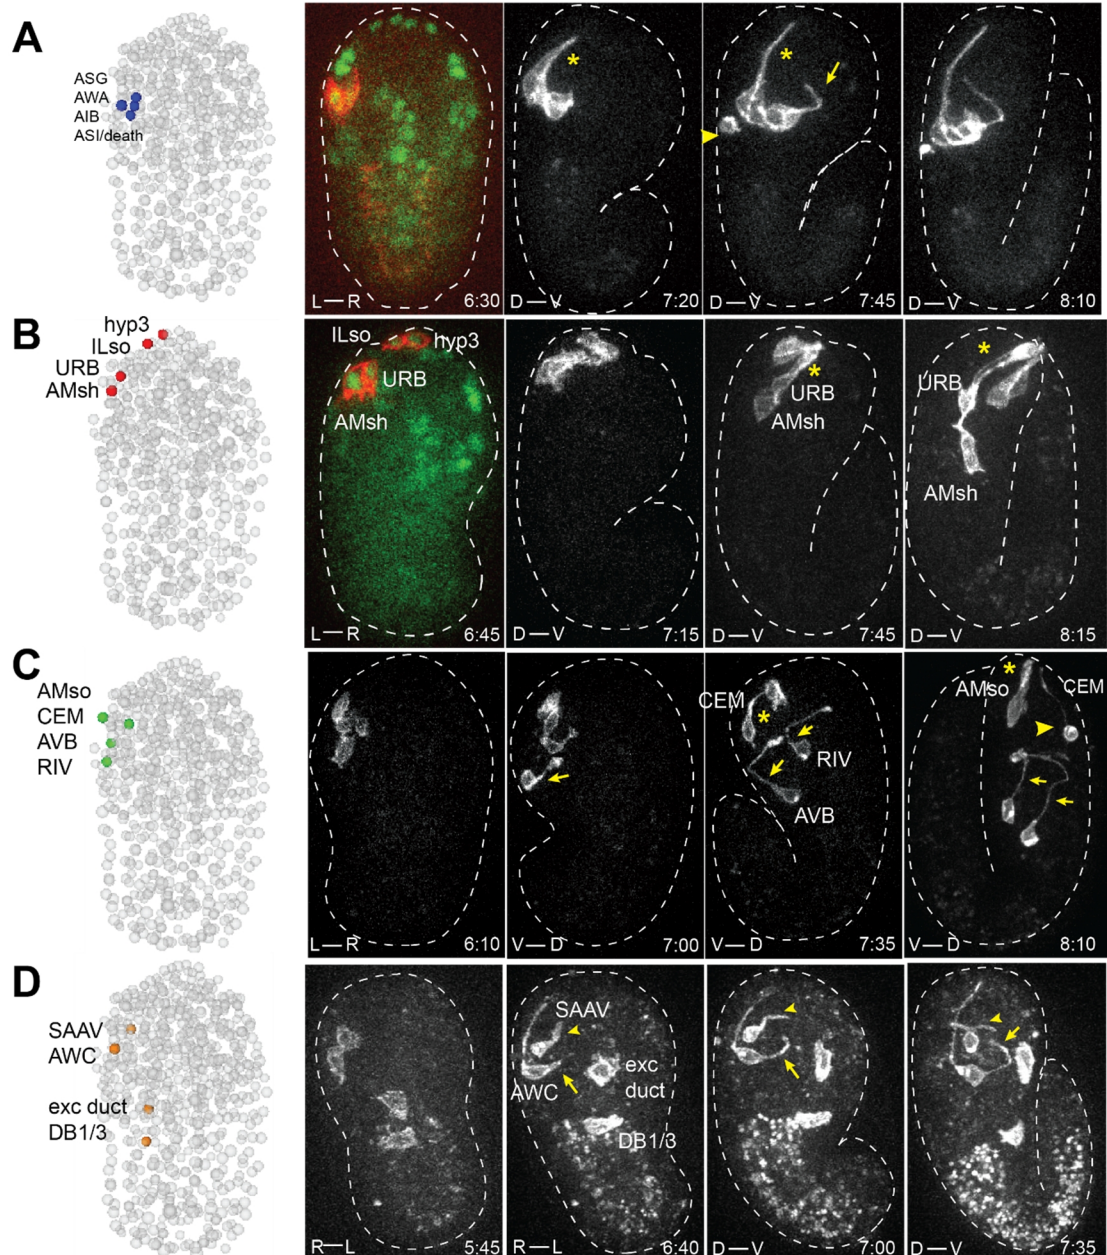 A
ASG
AWA
AIB
ASI/death
*
*
L — R 6:30
D — V 7:20
D — V 7:45
D — V 8:10
B
hyp3
ILso
URB
AMsh
ILso
hyp3
URB
AMsh
*
URB
AMsh
*
URB
AMsh
L — R 6:45
D — V 7:15
D — V 7:45
D — V 8:15
C
AMso
CEM
AVB
RIV
CEM
*
RIV
AVB
*
AMso
CEM
L — R 6:10
V — D 7:00
V — D 7:35
V — D 8:10
D
SAAV
AWC
exc duct
DB1/3
SAAV
AWC
exc
duct
DB1/3
R — L 5:45
R — L 6:40
D — V 7:00
D — V 7:35